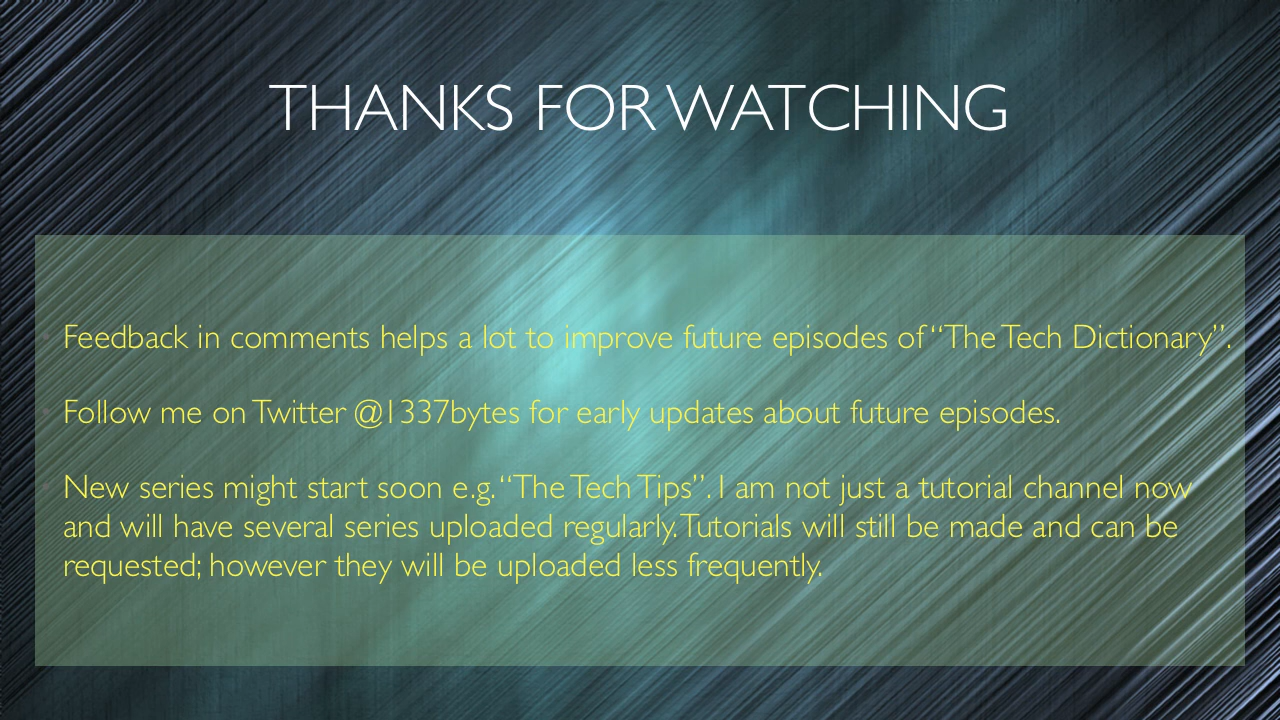 THANKS FOR WATCHING
Feedback in comments helps a lot to improve future episodes of “The Tech Dictionary”.
Follow me on Twitter @1337bytes for early updates about future episodes.
New series might start soon e.g. “The Tech Tips”. I am not just a tutorial channel now
and will have several series uploaded regularly. Tutorials will still be made and can be
requested; however they will be uploaded less frequently.